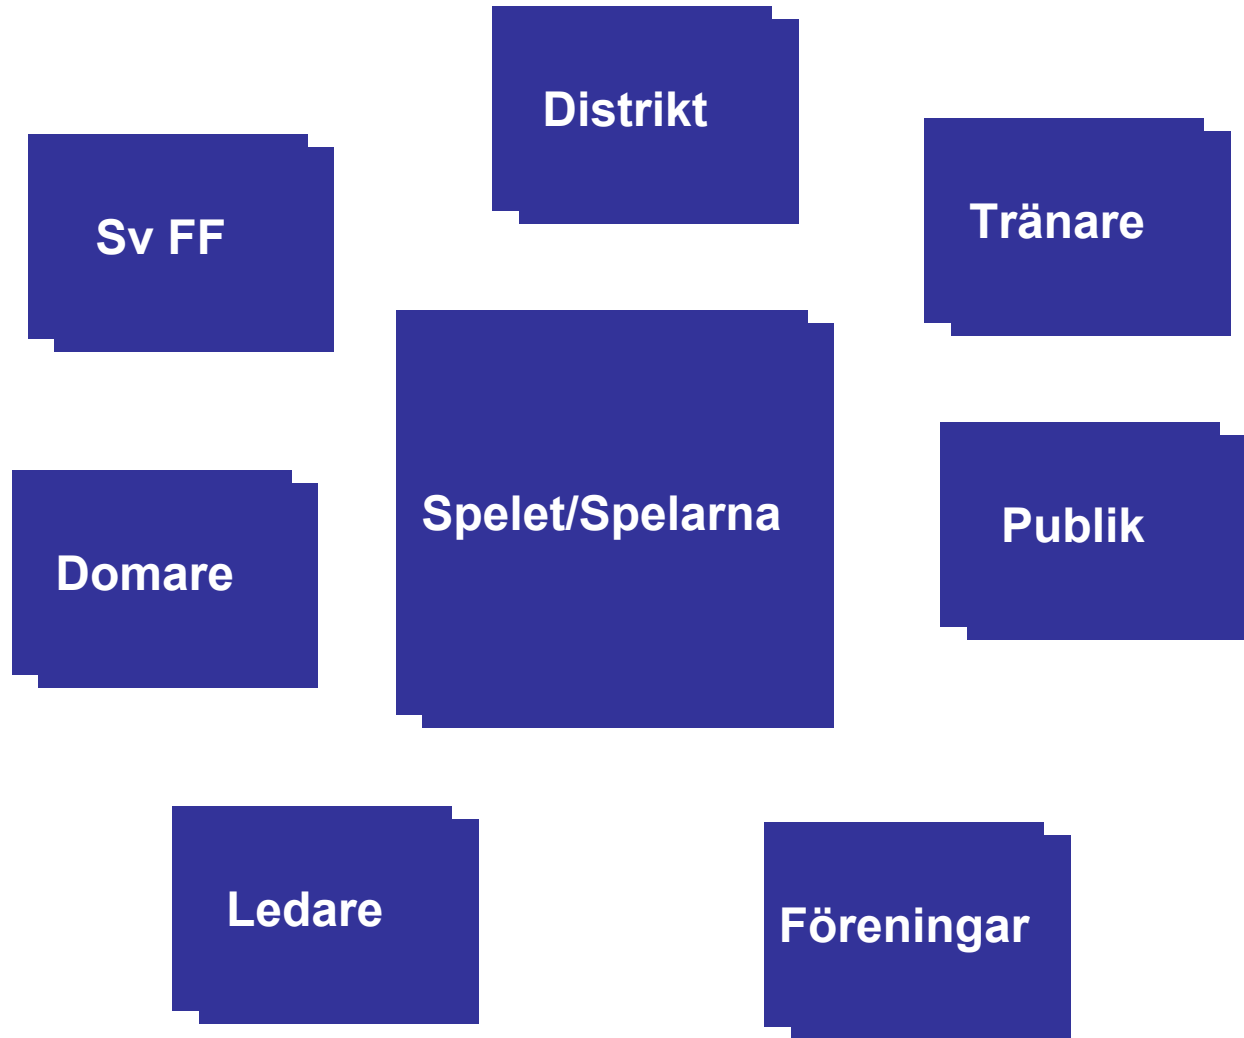 Distrikt
Sv FF
Tränare
Spelet/Spelarna
Publik
Domare
Ledare
Föreningar